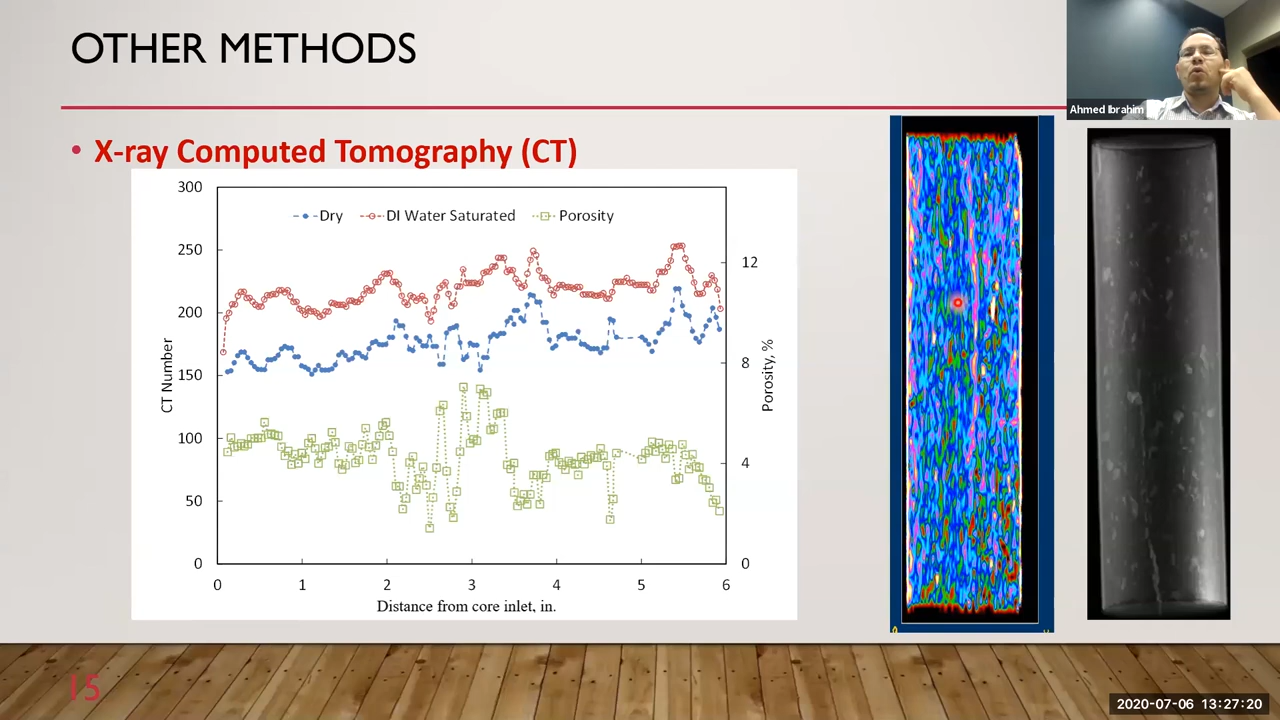 OTHER METHODS
Ahmed Ibrahim
• X-ray Computed Tomography (CT)
300
250
200
150
100
50
0
CT Number
Dry
DI Water Saturated
Porosity
12
8
4
0
Porosity, %
0 1 2 3 4 5 6
Distance from core inlet, in.
15
2020-07-06 13:27:20